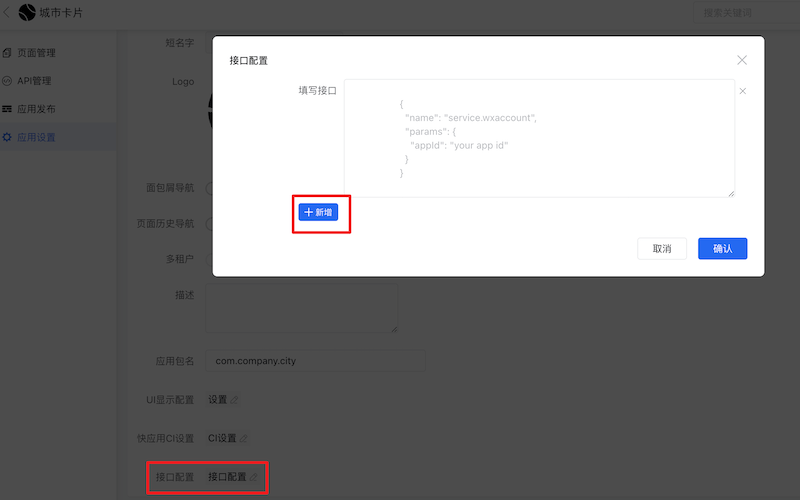 城市卡片
搜索关键词
页面管理
API管理
应用发布
应用设置
短名字
Logo
接口配置
填写接口
{
"name": "service.wxaccount",
"params": {
"appId": "your app id"
}
}
新增
取消
确认
面包屑导航
页面历史导航
多租户
描述
应用包名
com.company.city
UI显示配置
设置
快应用CI设置
CI设置
接口配置
接口配置